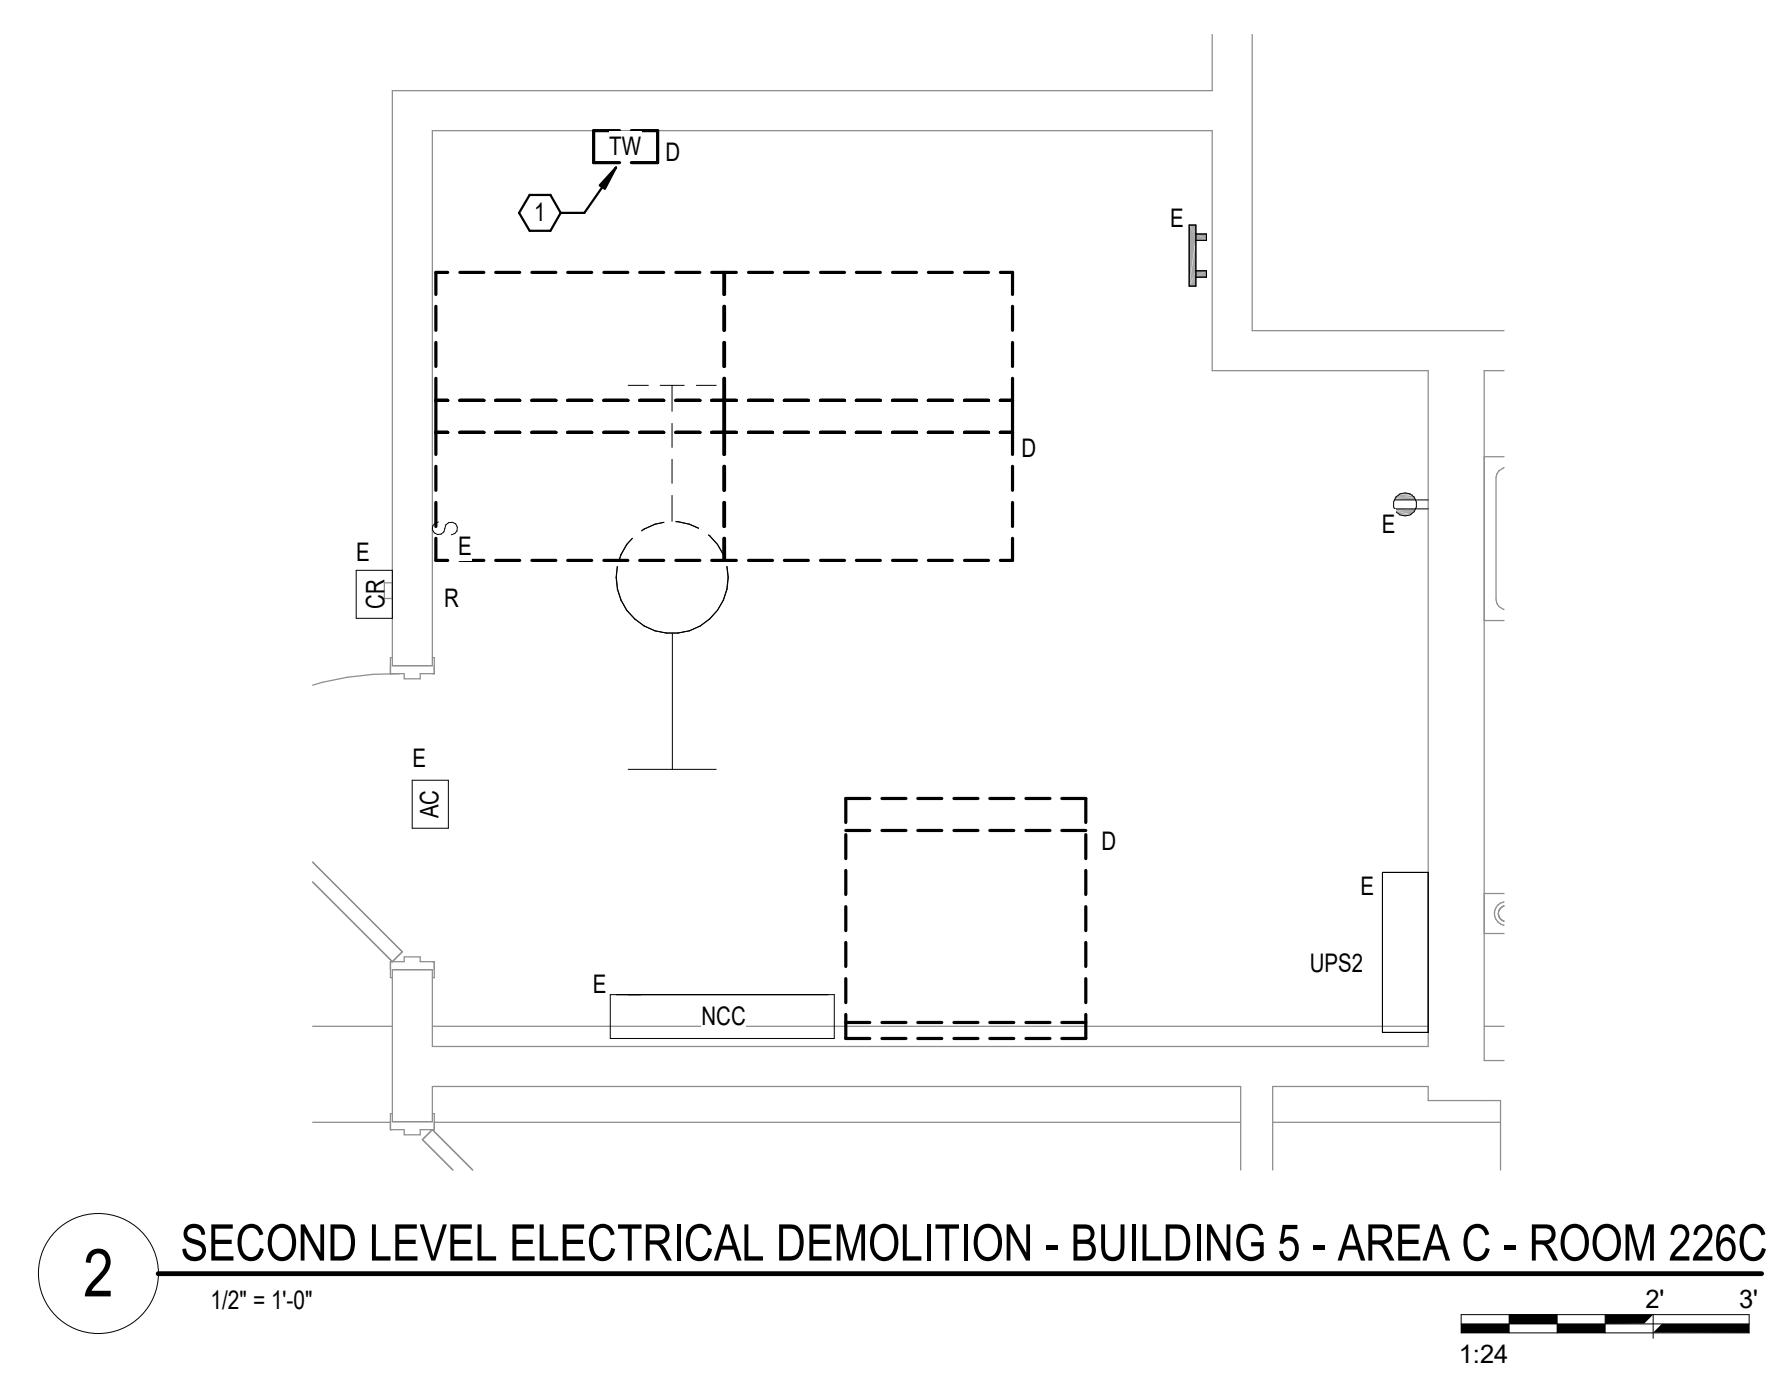 TW
D
1
E
D
E
S
E
E
CR
R
E
AC
D
E
UPS2
E
NCC
2
SECOND LEVEL ELECTRICAL DEMOLITION - BUILDING 5 - AREA C - ROOM 226C
1/2" = 1'-0"
2' 3'
1:24